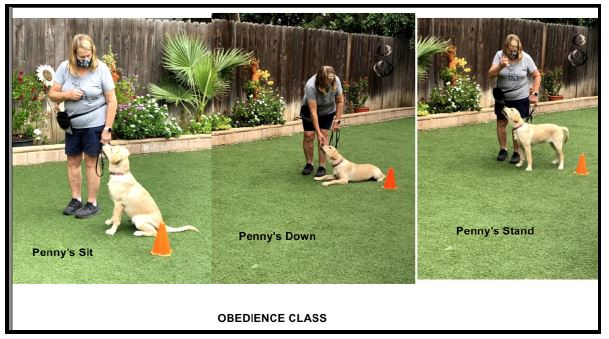 Penny's Sit
Penny's Down
Penny's Stand
OBEDIENCE CLASS